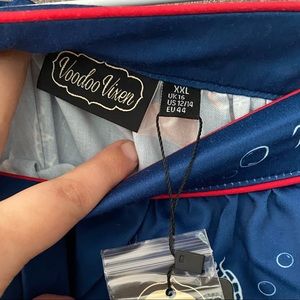 Voodoo Vixen
XXL
UK 16
US 12/14
EU 44